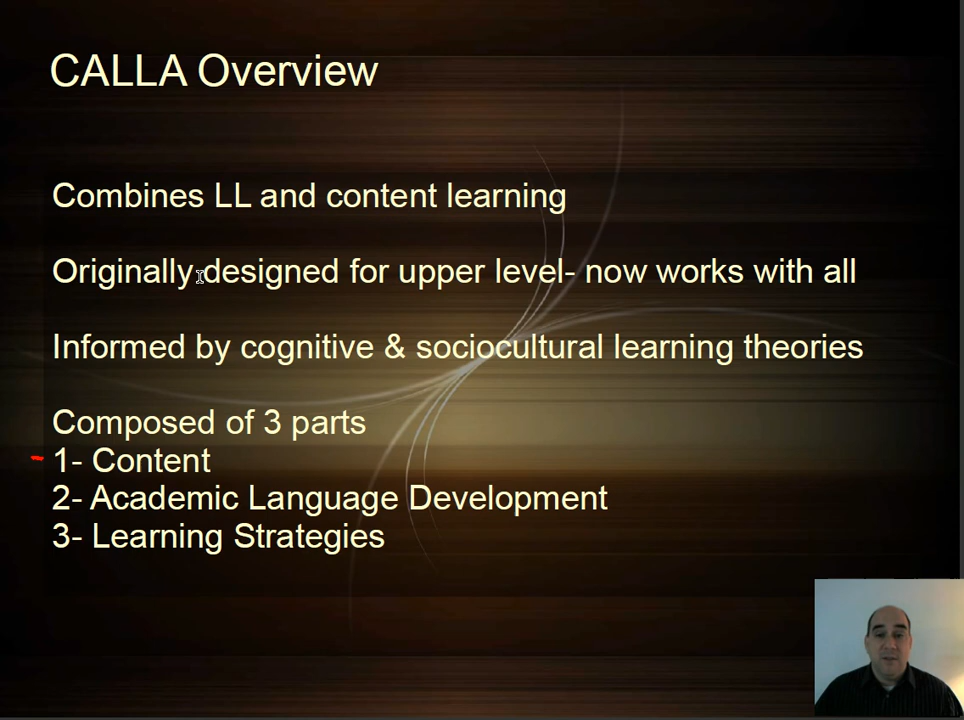 CALLA Overview
Combines LL and content learning
Originally designed for upper level- now works with all
Informed by cognitive & sociocultural learning theories
Composed of 3 parts
1- Content
2- Academic Language Development
3- Learning Strategies